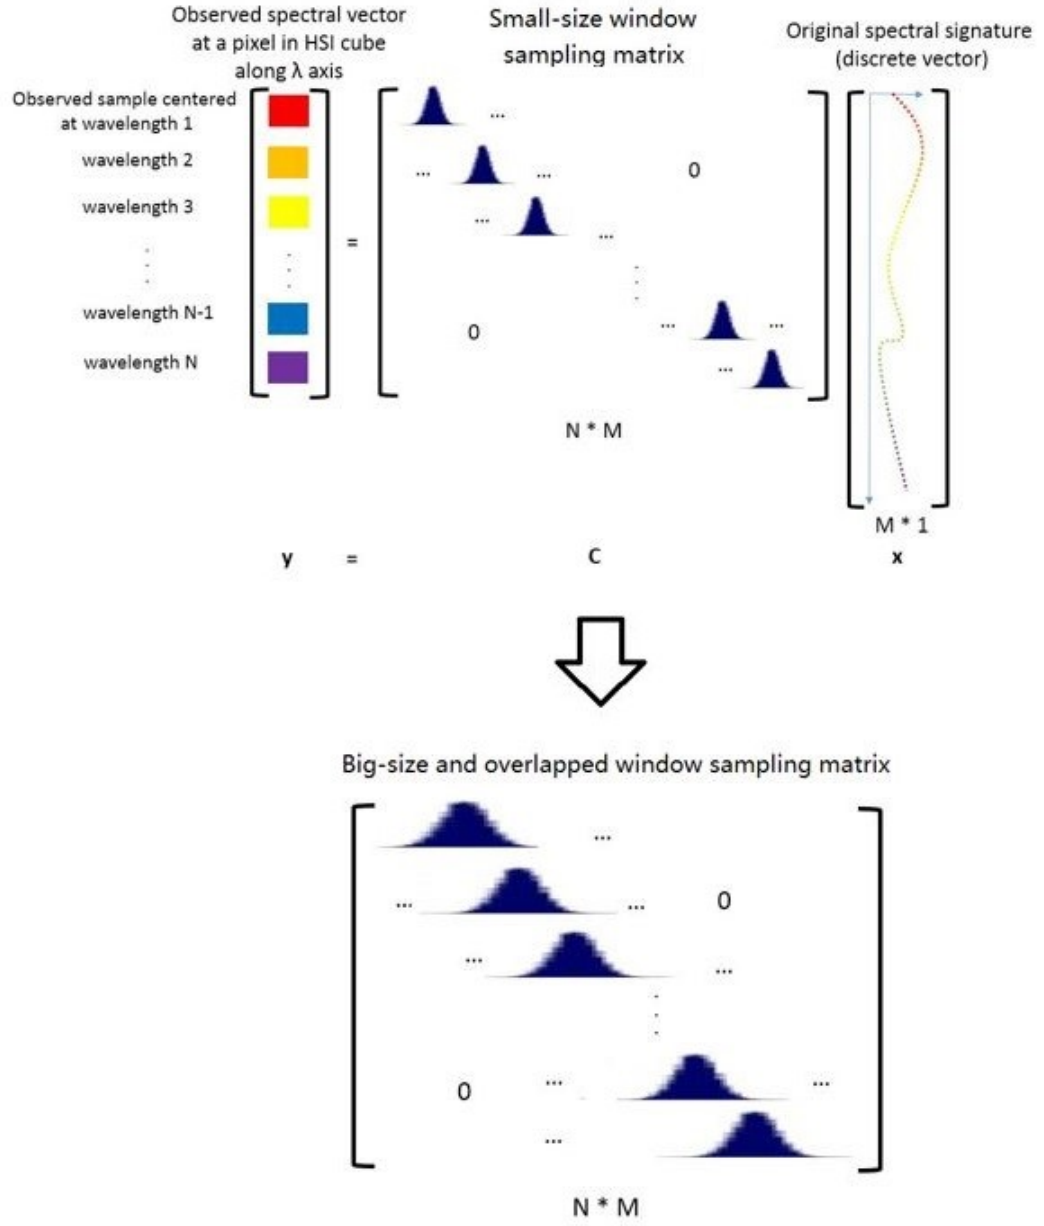 Observed spectral vector
at a pixel in HSI cube
along λ axis
Small-size window
sampling matrix
Original spectral signature
(discrete vector)
Observed sample centered
at wavelength 1
wavelength 2
wavelength 3
wavelength N-1
wavelength N
=
...
... ... 0
... ...
0 ... ...
...
N * M
M * 1
y = C x
Big-size and overlapped window sampling matrix
...
... ... 0
... ...
0 ... ...
...
N * M